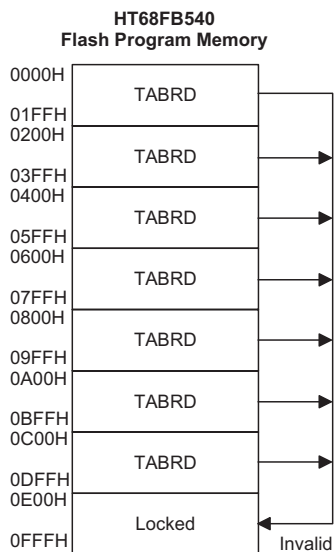 HT68FB540
Flash Program Memory
0000H
TABRD
01FFH
0200H
TABRD
03FFH
0400H
TABRD
05FFH
0600H
TABRD
07FFH
0800H
TABRD
09FFH
0A00H
TABRD
0BFFH
0C00H
TABRD
0DFFH
0E00H
Locked
0FFFH
Invalid